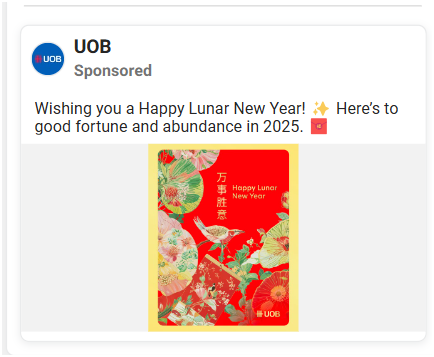 UOB
UOB
Sponsored
Wishing you a Happy Lunar New Year! ✨ Here's to
good fortune and abundance in 2025. 🧧
万事胜意
Happy Lunar
New Year
UOB